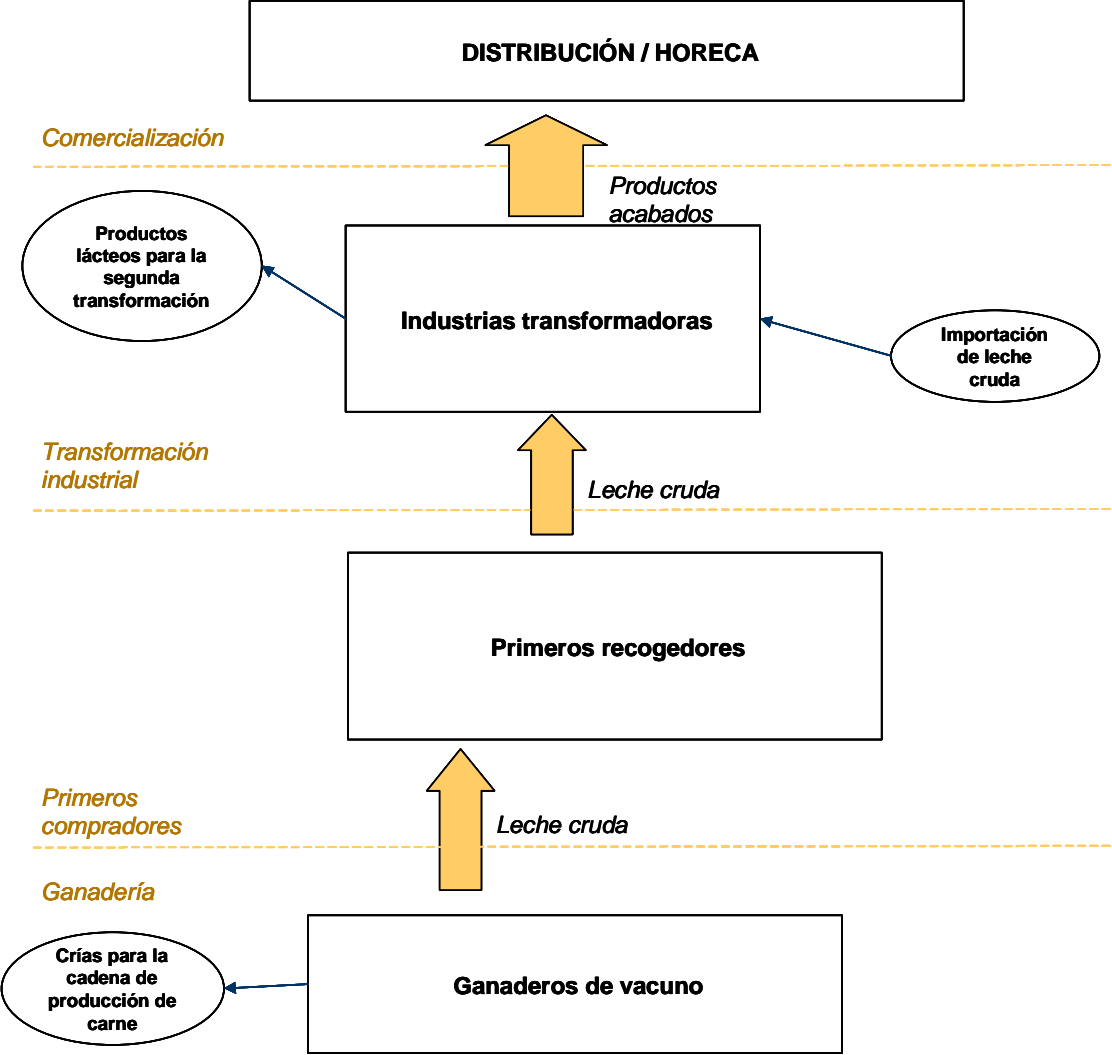 DISTRIBUCIÓN / HORECA
Comercialización
Productos
acabados
Productos
lácteos para la
segunda
transformación
Industrias transformadoras
Importación
de leche
cruda
Transformación
industrial
Leche cruda
Primeros recogedores
Primeros
compradores
Leche cruda
Ganadería
Crías para la
cadena de
producción de
carne
Ganaderos de vacuno